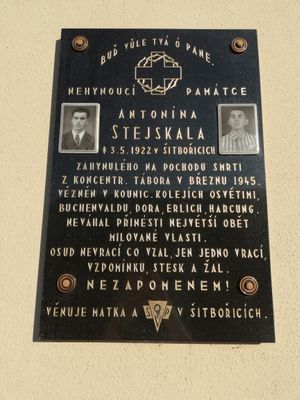 BUĎ VŮLE TVÁ Ó PANE.
NEHYNOUCÍ PAMÁTCE
ANTONÍNA
STEJSKALA
3.5.1922 V ŠITBOŘICÍCH
ZAHYNULÉHO NA POCHODU SMRTI
Z KONCENTR. TÁBORA V BŘEZNU 1945.
VĚZNĚN V KOUNIC. KOLEJÍCH OSVĚTIMI,
BUCHENVALDU, DORA, ERLICH, HARCUNG.
NEVÁHAL PŘINÉSTI NEJVĚTŠÍ OBĚŤ
MILOVANÉ VLASTI.
OSUD NEVRACÍ CO VZAL, JEN JEDNO VRACÍ,
VZPOMÍNKU, STESK A ŽAL.
NEZAPOMENEM!
VĚNUJE MATKA A V ŠITBOŘICÍCH.